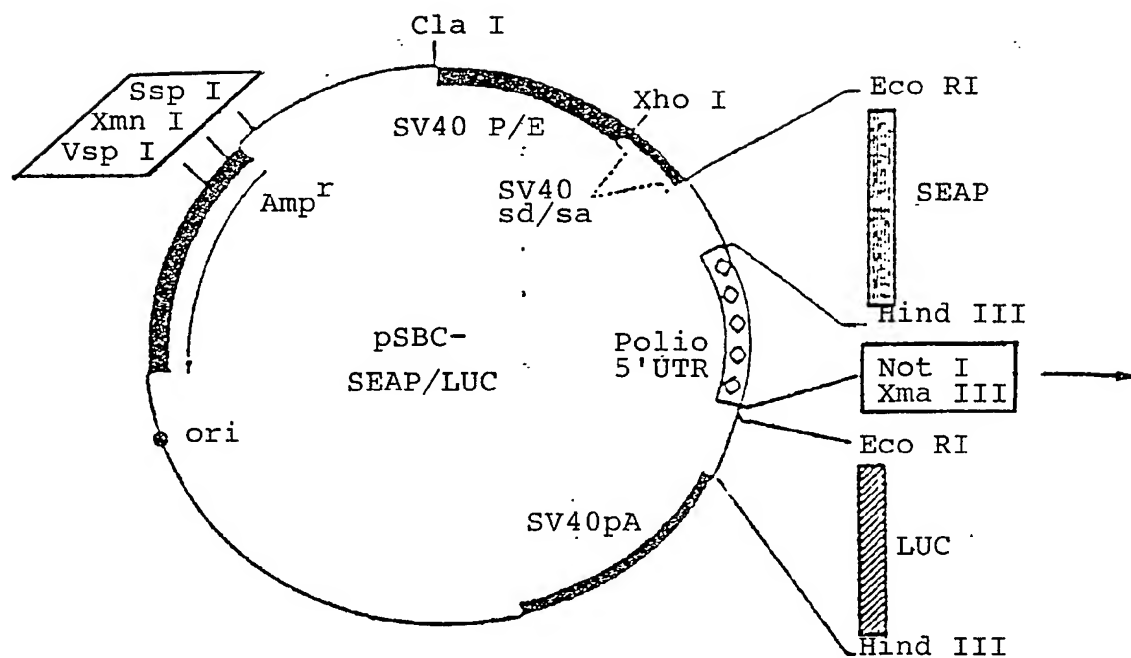 Cla I
Ssp I
Xmn I
Vsp I
Eco RI
Xho I
SV40 P/E
SV40
sd/sa
Amp^r
SEAP
Hind III
Polio
5'UTR
pSBC-
SEAP/LUC
Not I
Xma III
ori
Eco RI
SV40pA
LUC
Hind III